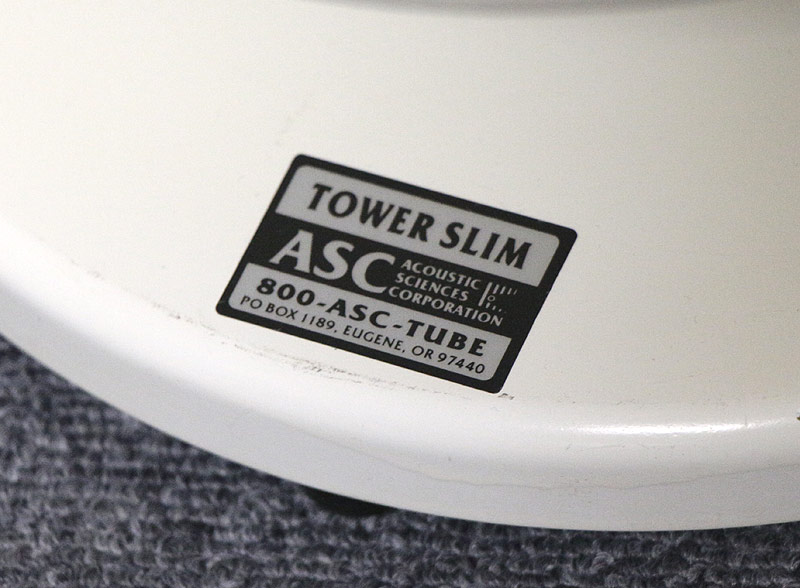 TOWER SLIM
ASC
ACOUSTIC
SCIENCES
CORPORATION
800-ASC-TUBE
PO BOX 1189, EUGENE, OR 97440